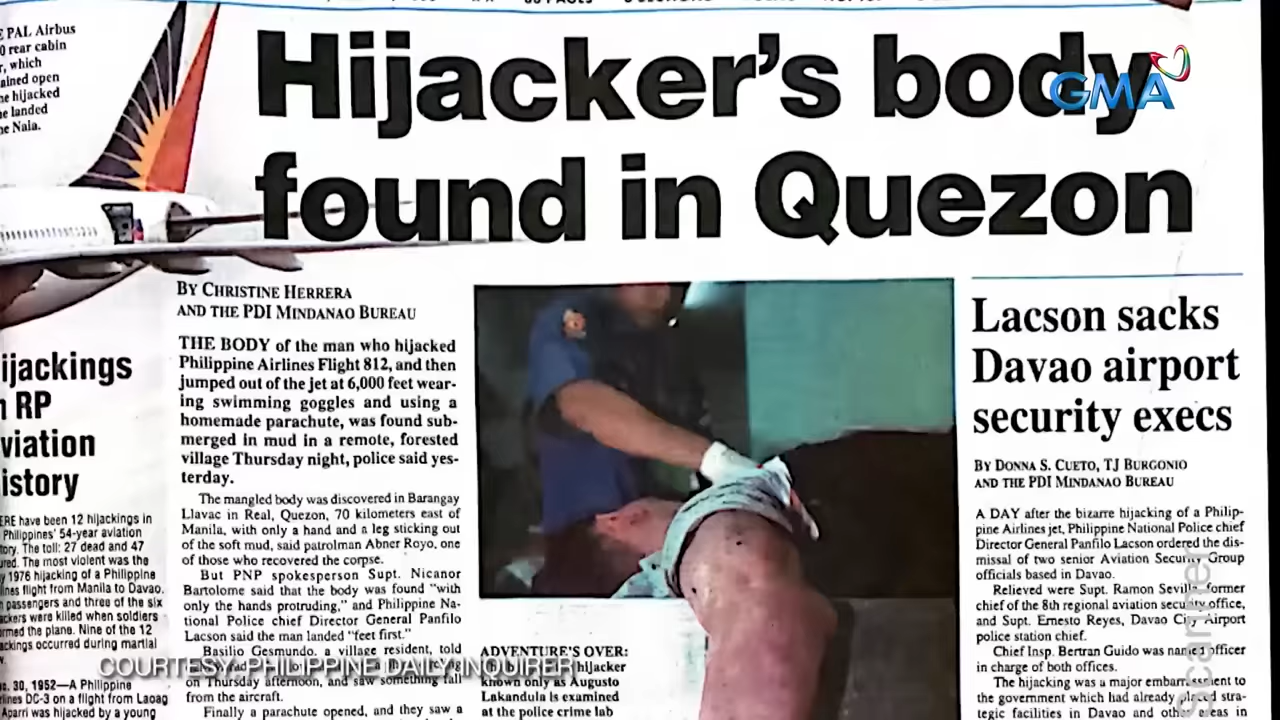 E PAL Airbus
0 rear cabin
r, which
ained open
he hijacked
e landed
he Naia.
Hijacker's body
found in Quezon
GMA
ijackings
n RP
viation
istory
ERE have been 12 hijackings in
Philippines' 54-year aviation
tory. The toll: 27 dead and 47
ured. The most violent was the
y 1976 hijacking of a Philippine
lines flight from Manila to Davao.
passengers and three of the six
ackers were killed when soldiers
rmed the plane. Nine of the 12
ackings occurred during martial
w.
30, 1952—A Philippine
lines DC-3 on a flight from Laoag
Aparri was hijacked by a young
BY CHRISTINE HERRERA
AND THE PDI MINDANAO BUREAU
THE BODY of the man who hijacked
Philippine Airlines Flight 812, and then
jumped out of the jet at 6,000 feet wear-
ing swimming goggles and using a
homemade parachute, was found sub-
merged in mud in a remote, forested
village Thursday night, police said yes-
terday.
The mangled body was discovered in Barangay
Llavac in Real, Quezon, 70 kilometers east of
Manila, with only a hand and a leg sticking out
of the soft mud, said patrolman Abner Royo, one
of those who recovered the corpse.
But PNP spokesperson Supt. Nicanor
Bartolome said that the body was found "with
only the hands protruding," and Philippine Na-
tional Police chief Director General Panfilo
Lacson said the man landed "feet first."
Basilio Gesmundo, a village resident, told
on Thursday afternoon, and saw something fall
from the aircraft.
Finally a parachute opened, and they saw a
ADVENTURE'S OVER:
hijacker
known only as Augusto
Lakandula is examined
at the police crime lab
Lacson sacks
Davao airport
security execs
BY DONNA S. CUETO, TJ BURGONIO
AND THE PDI MINDANAO BUREAU
A DAY after the bizarre hijacking of a Philip-
pine Airlines jet, Philippine National Police chief
Director General Panfilo Lacson ordered the dis-
missal of two senior Aviation Security Group
officials based in Davao.
Relieved were Supt. Ramon Seville, former
chief of the 8th regional aviation security office,
and Supt. Ernesto Reyes, Davao City Airport
police station chief.
Chief Insp. Bertran Guido was named officer
in charge of both offices.
The hijacking was a major embarrassment to
the government which had already placed stra-
tegic facilities in Davao and other areas in
COURTESY: PHILIPPINE DAILY INQUIRER